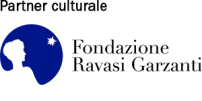 Partner culturale
Fondazione
Ravasi Garzanti